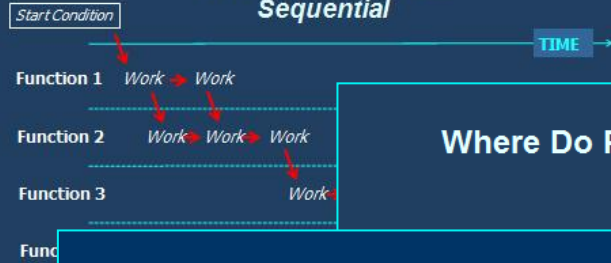 Sequential
Start Condition
TIME
Function 1 Work Work
Function 2 Work Work Work
Where Do
Function 3 Work